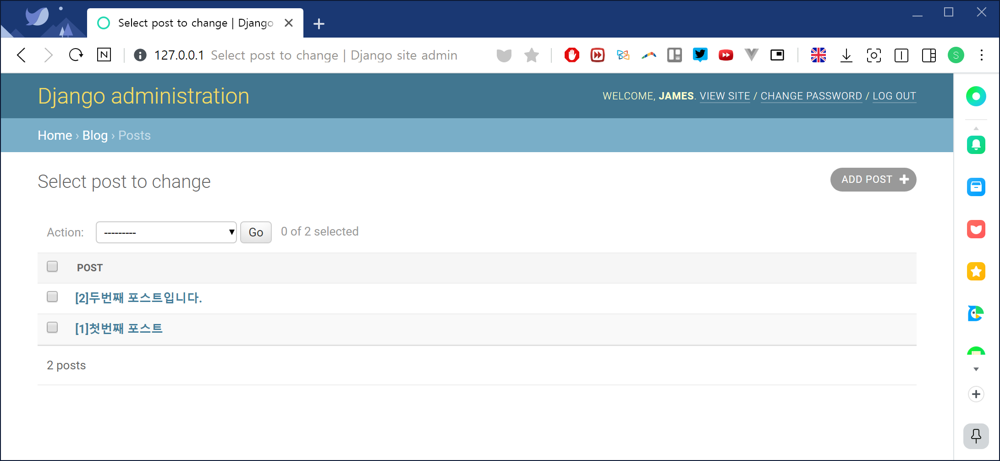 Select post to change | Django
N 127.0.0.1 Select post to change | Django site admin S
Django administration
WELCOME, JAMES. VIEW SITE / CHANGE PASSWORD / LOG OUT
Home › Blog › Posts
Select post to change
ADD POST +
Action: --------- Go 0 of 2 selected
POST
[2]두번째 포스트입니다.
[1]첫번째 포스트
2 posts